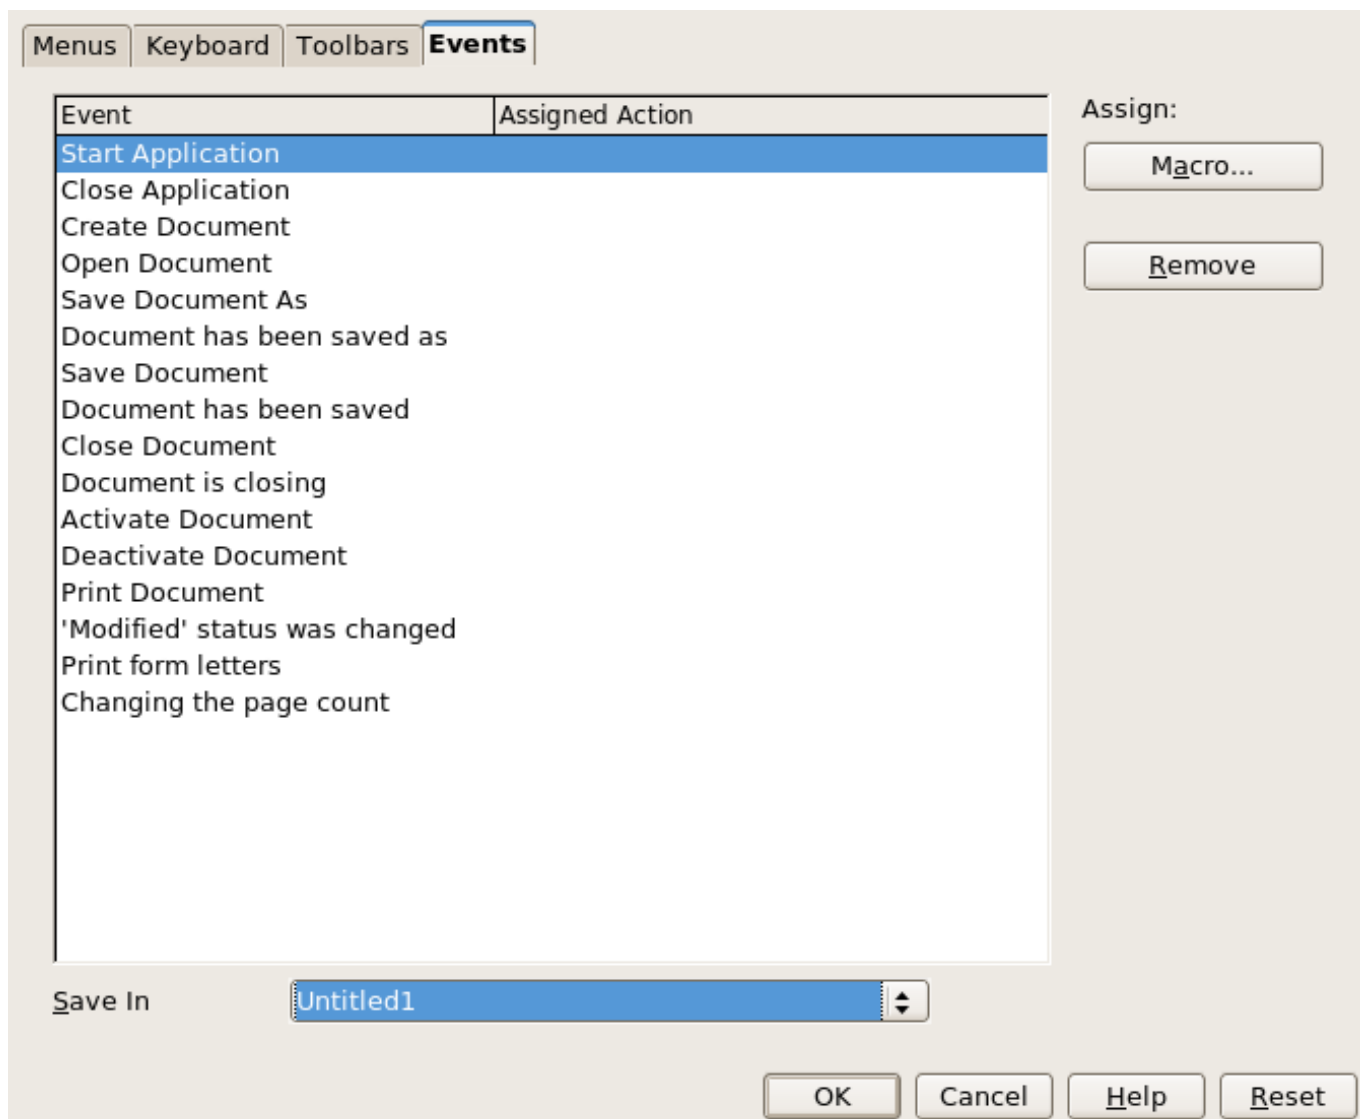 Menus Keyboard Toolbars Events
Event Assigned Action
Assign:
Start Application
Macro...
Close Application
Create Document
Open Document
Remove
Save Document As
Document has been saved as
Save Document
Document has been saved
Close Document
Document is closing
Activate Document
Deactivate Document
Print Document
'Modified' status was changed
Print form letters
Changing the page count
Save In Untitled1
OK Cancel Help Reset